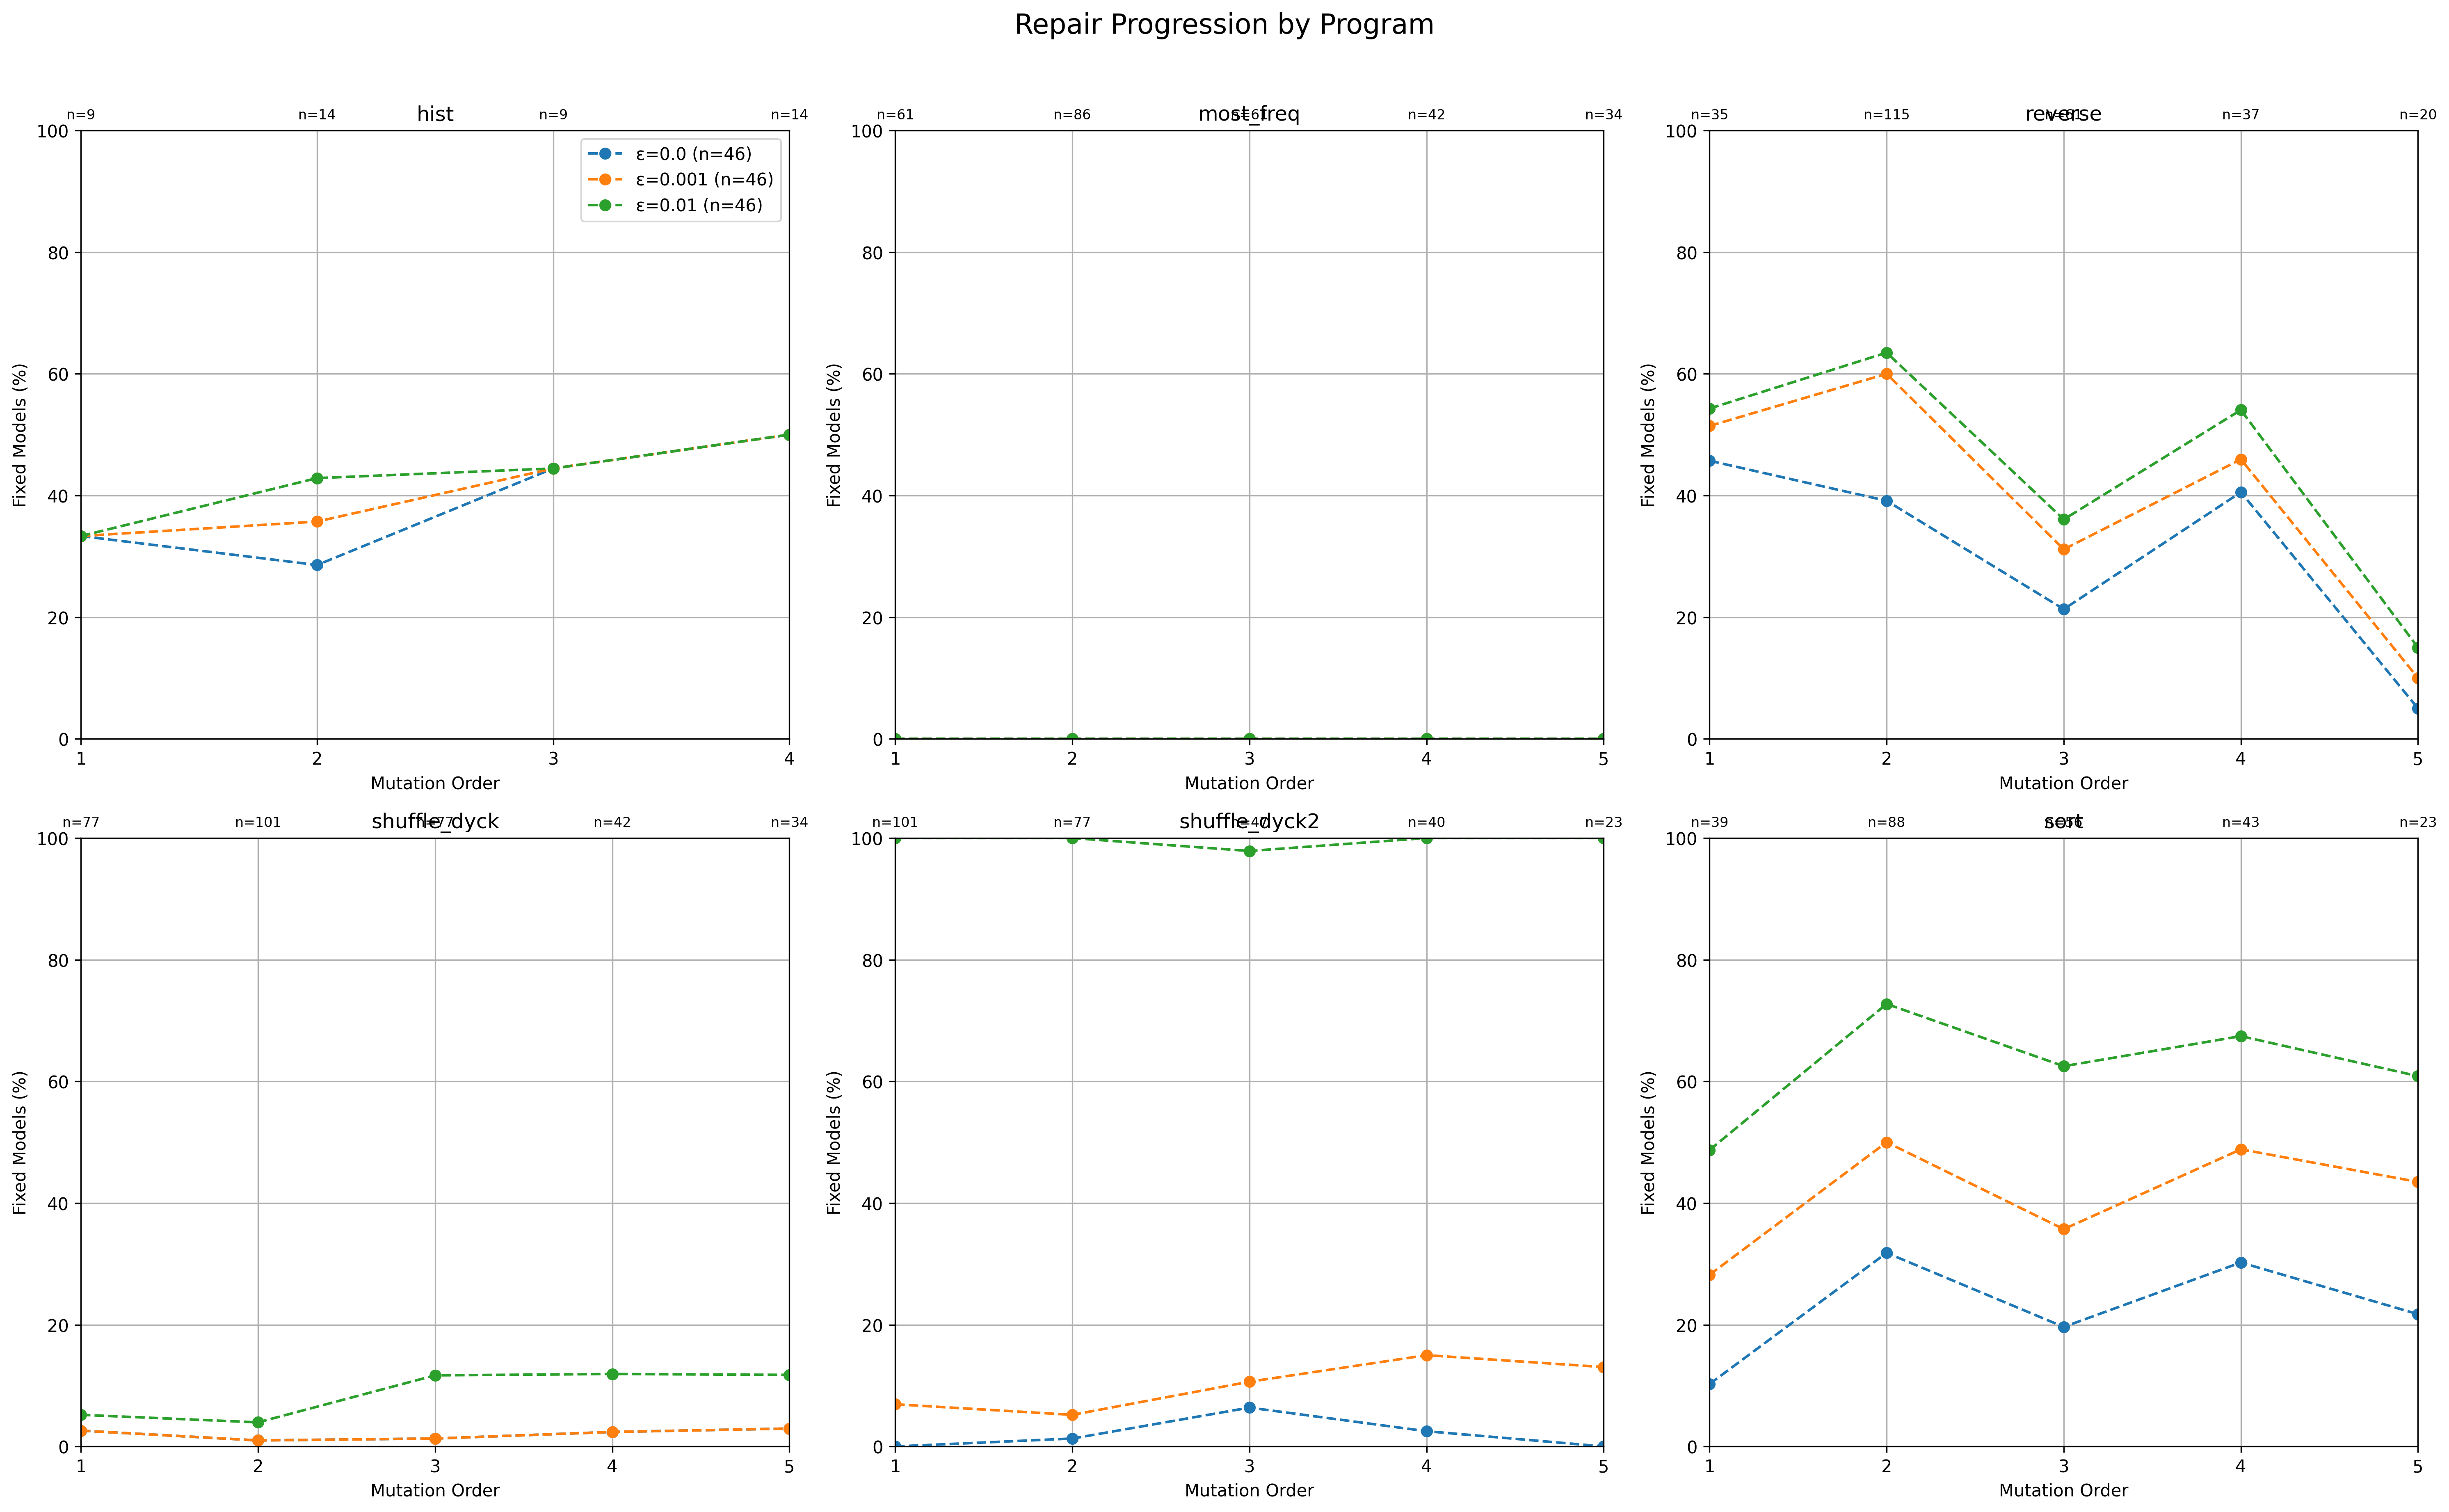 Repair Progression by Program
n=9 n=14 hist n=9 n=14
100
80
60
40
20
0
Fixed Models (%)
ε=0.0 (n=46)
ε=0.001 (n=46)
ε=0.01 (n=46)
1 2 3 4
Mutation Order
n=61 n=86 most_freq n=42 n=34
100
80
60
40
20
0
Fixed Models (%)
1 2 3 4 5
Mutation Order
n=35 n=115 reverse n=37 n=20
100
80
60
40
20
0
Fixed Models (%)
1 2 3 4 5
Mutation Order
n=77 n=101 shuffle_dyck n=42 n=34
100
80
60
40
20
0
Fixed Models (%)
1 2 3 4 5
Mutation Order
n=101 n=77 shuffle_dyck2 n=40 n=23
100
80
60
40
20
0
Fixed Models (%)
1 2 3 4 5
Mutation Order
n=39 n=88 sort n=43 n=23
100
80
60
40
20
0
Fixed Models (%)
1 2 3 4 5
Mutation Order